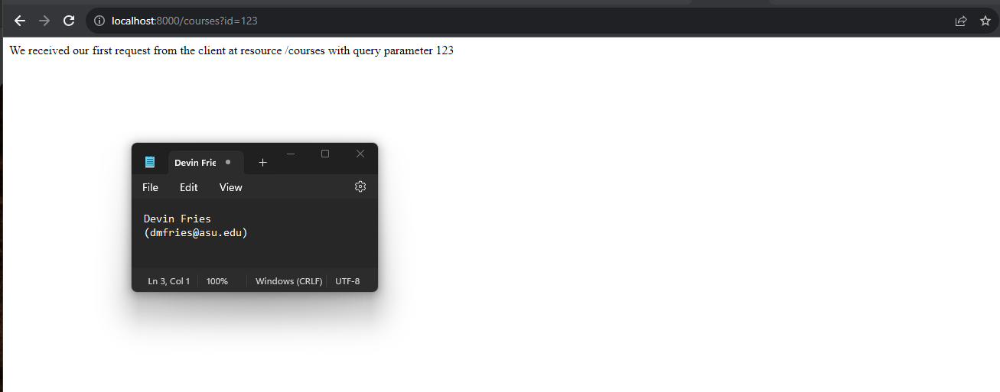 localhost:8000/courses?id=123
We received our first request from the client at resource /courses with query parameter 123
Devin Frie
File Edit View
Devin Fries
(dmfries@asu.edu)
Ln 3, Col 1 100% Windows (CRLF) UTF-8